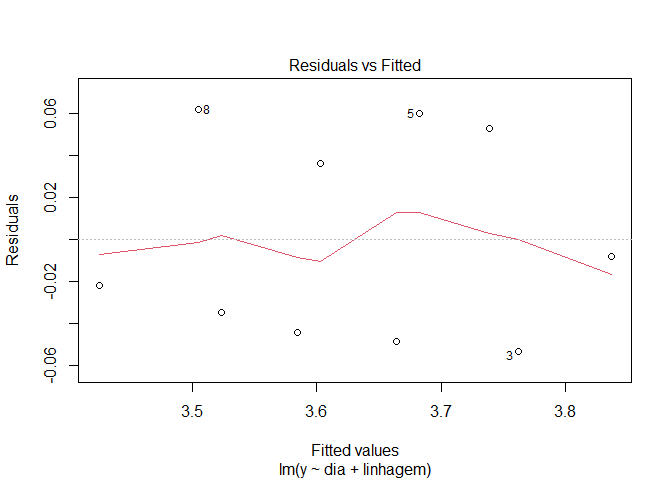 Residuals vs Fitted
Residuals
0.06
0.02
-0.02
-0.06
8
5
3
3.5 3.6 3.7 3.8
Fitted values
lm(y ~ dia + linhagem)